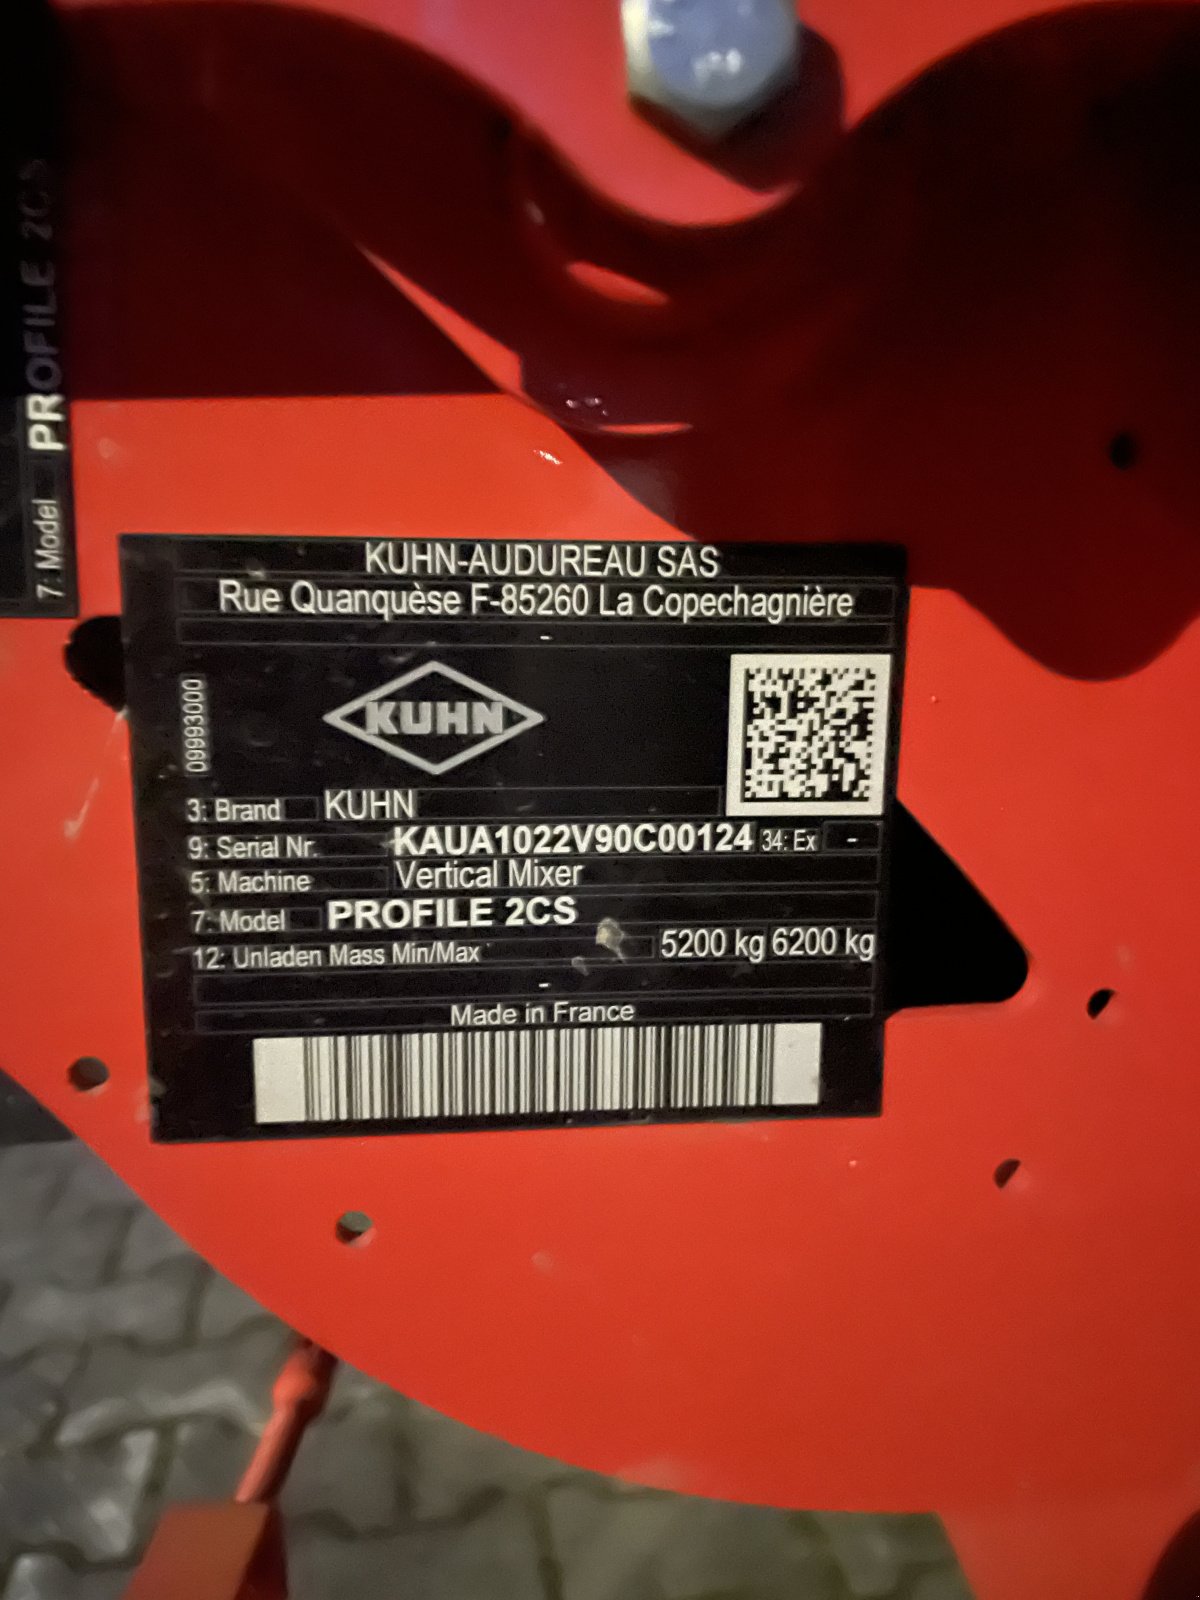 KUHN-AUDUREAU SAS
Rue Quanquèse F-85260 La Copechagnière
-
09993000
KUHN
3: Brand KUHN
9: Serial Nr. KAUA1022V90C00124 34: Ex -
5: Machine Vertical Mixer
7: Model PROFILE 2CS
12: Unladen Mass Min/Max 5200 kg 6200 kg
-
Made in France
7: Model PROFILE 2CS